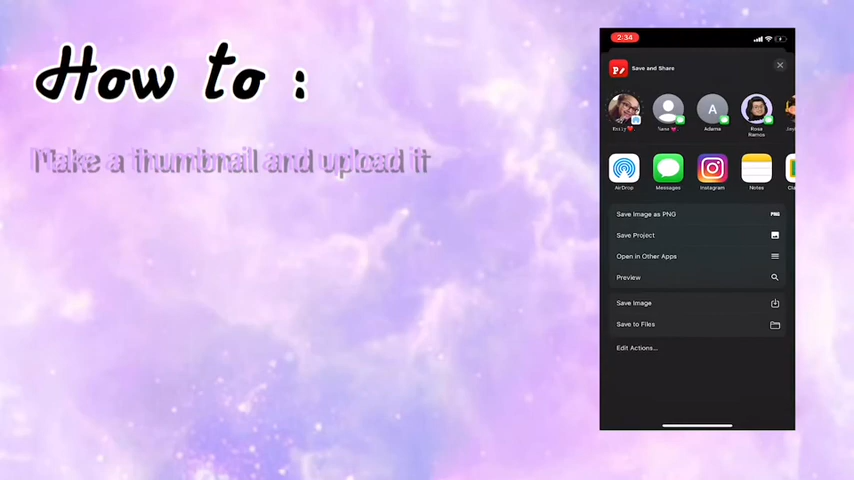 How to :
Make a thumbnail and upload it
2:34
Save and Share
A
Emily
Nana
Adama
Rosa
Ramos
AirDrop
Messages
Instagram
Notes
Save Image as PNG
PNG
Save Project
Open in Other Apps
Preview
Save Image
Save to Files
Edit Actions...